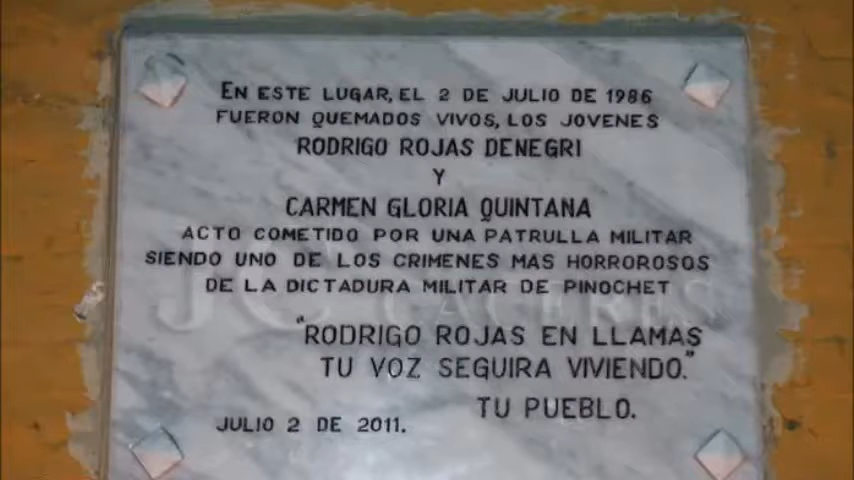 EN ESTE LUGAR, EL 2 DE JULIO DE 1986
FUERON QUEMADOS VIVOS, LOS JOVENES
RODRIGO ROJAS DENEGRI
Y
CARMEN GLORIA QUINTANA
ACTO COMETIDO POR UNA PATRULLA MILITAR
SIENDO UNO DE LOS CRIMENES MAS HORROROSOS
DE LA DICTADURA MILITAR DE PINOCHET
JC CACERES
"RODRIGO ROJAS EN LLAMAS
TU VOZ SEGUIRA VIVIENDO."
TU PUEBLO.
JULIO 2 DE 2011.